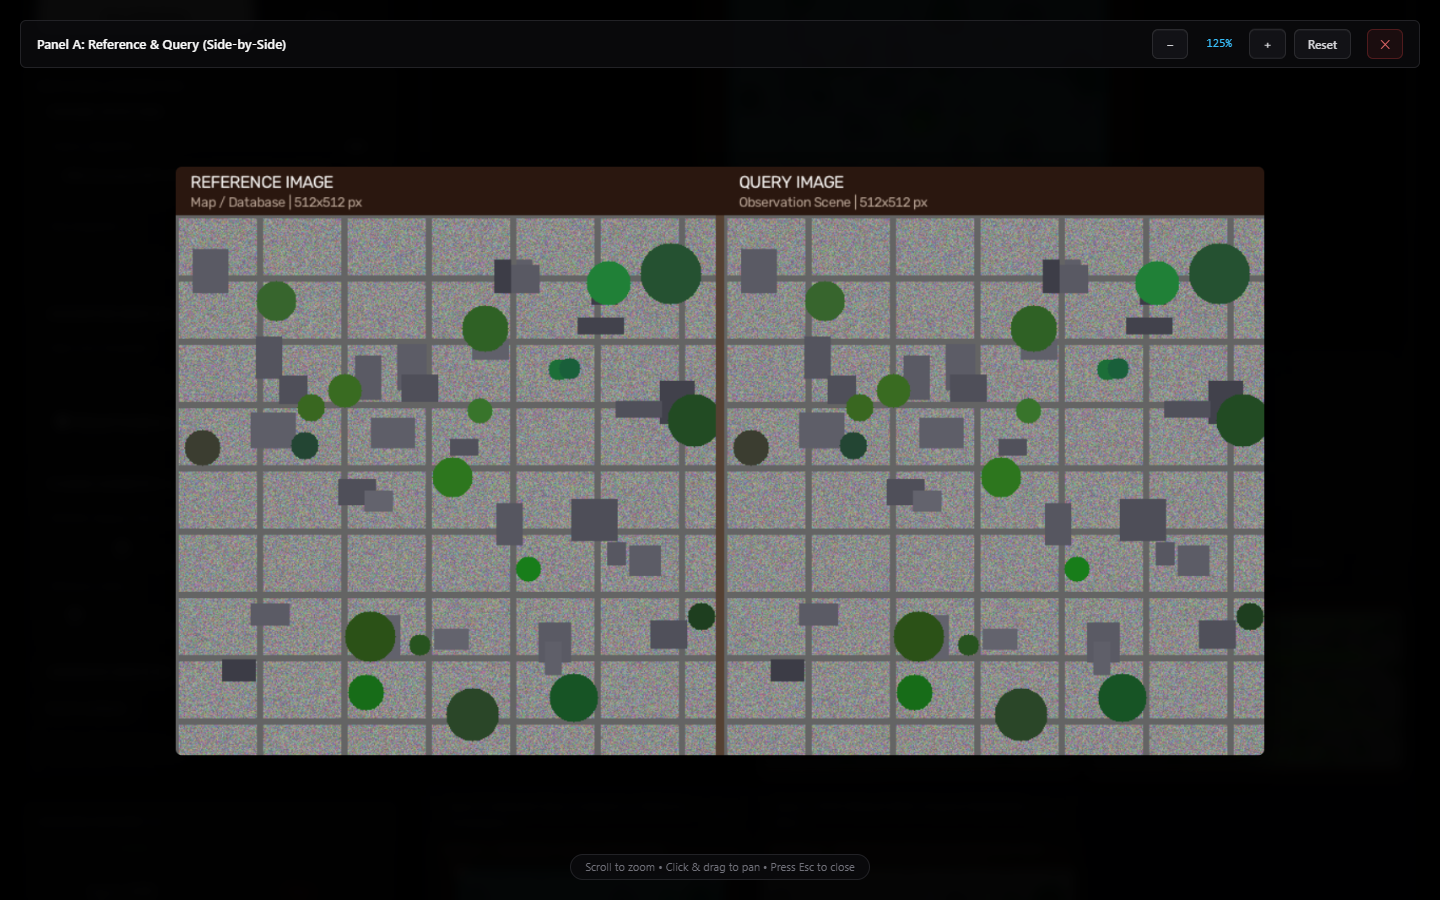 Panel A: Reference & Query (Side-by-Side)
− 125% + Reset ×
REFERENCE IMAGE
Map / Database | 512x512 px
QUERY IMAGE
Observation Scene | 512x512 px
Scroll to zoom • Click & drag to pan • Press Esc to close